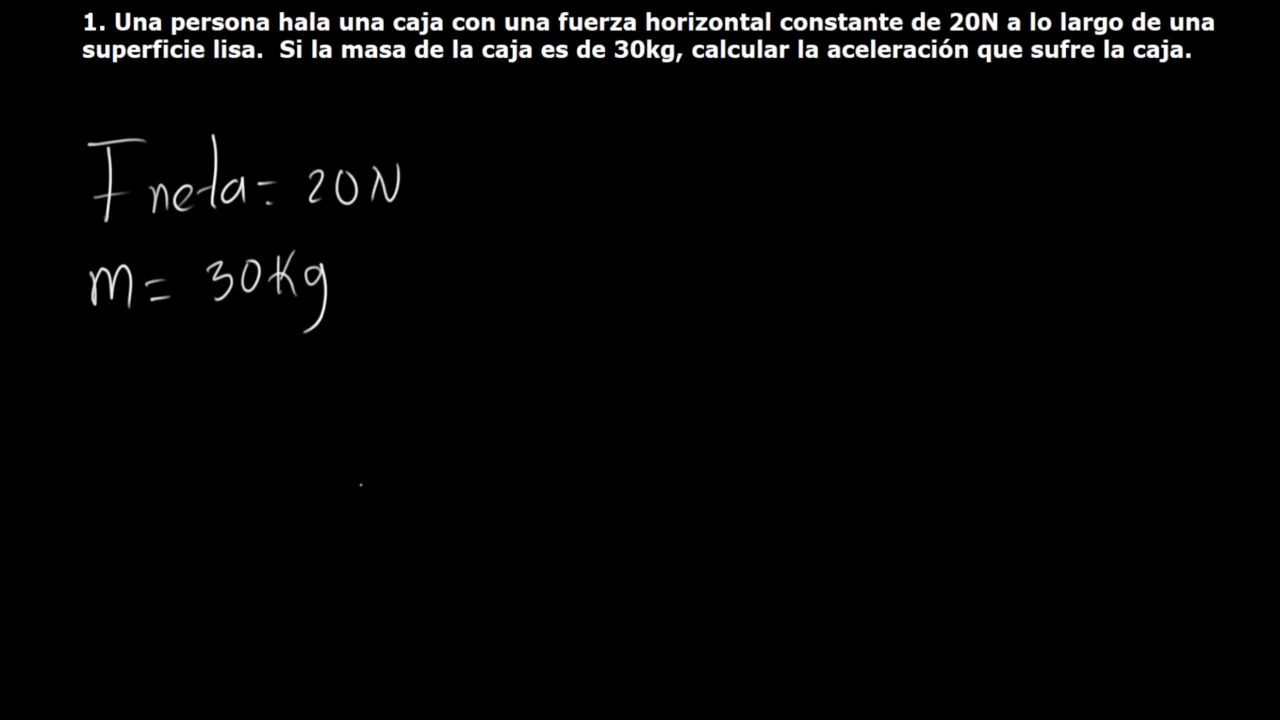 1. Una persona hala una caja con una fuerza horizontal constante de 20N a lo largo de una
superficie lisa.  Si la masa de la caja es de 30kg, calcular la aceleración que sufre la caja.
Fneta = 20N
m = 30Kg